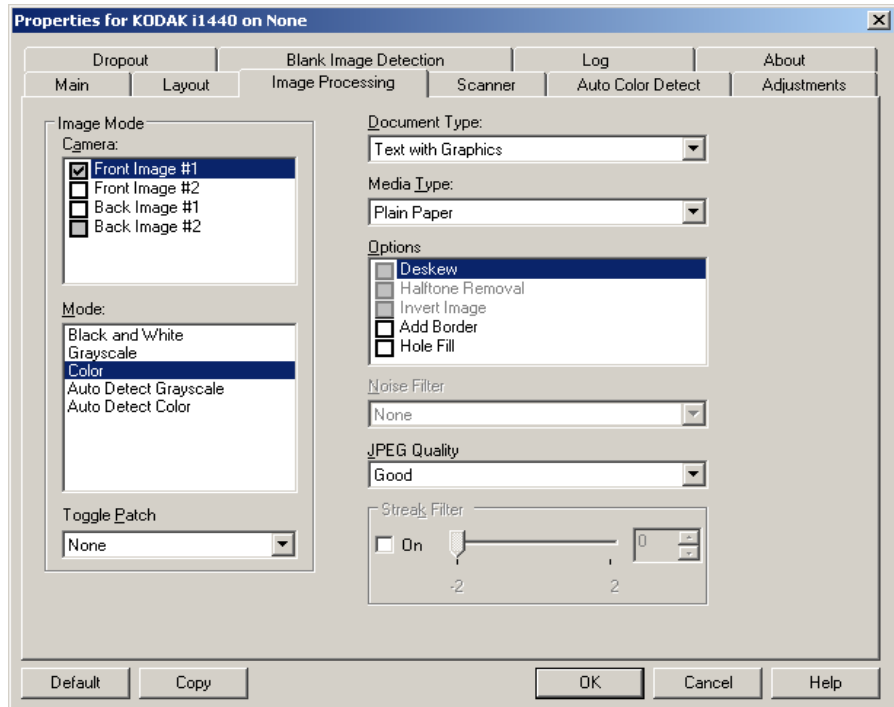 Properties for KODAK i1440 on None
Dropout
Blank Image Detection
Log
About
Main
Layout
Image Processing
Scanner
Auto Color Detect
Adjustments
Image Mode
Camera:
Front Image #1
Front Image #2
Back Image #1
Back Image #2
Mode:
Black and White
Grayscale
Color
Auto Detect Grayscale
Auto Detect Color
Toggle Patch
None
Document Type:
Text with Graphics
Media Type:
Plain Paper
Options
Deskew
Halftone Removal
Invert Image
Add Border
Hole Fill
Noise Filter
None
JPEG Quality
Good
Streak Filter
On
0
-2
2
Default
Copy
OK
Cancel
Help